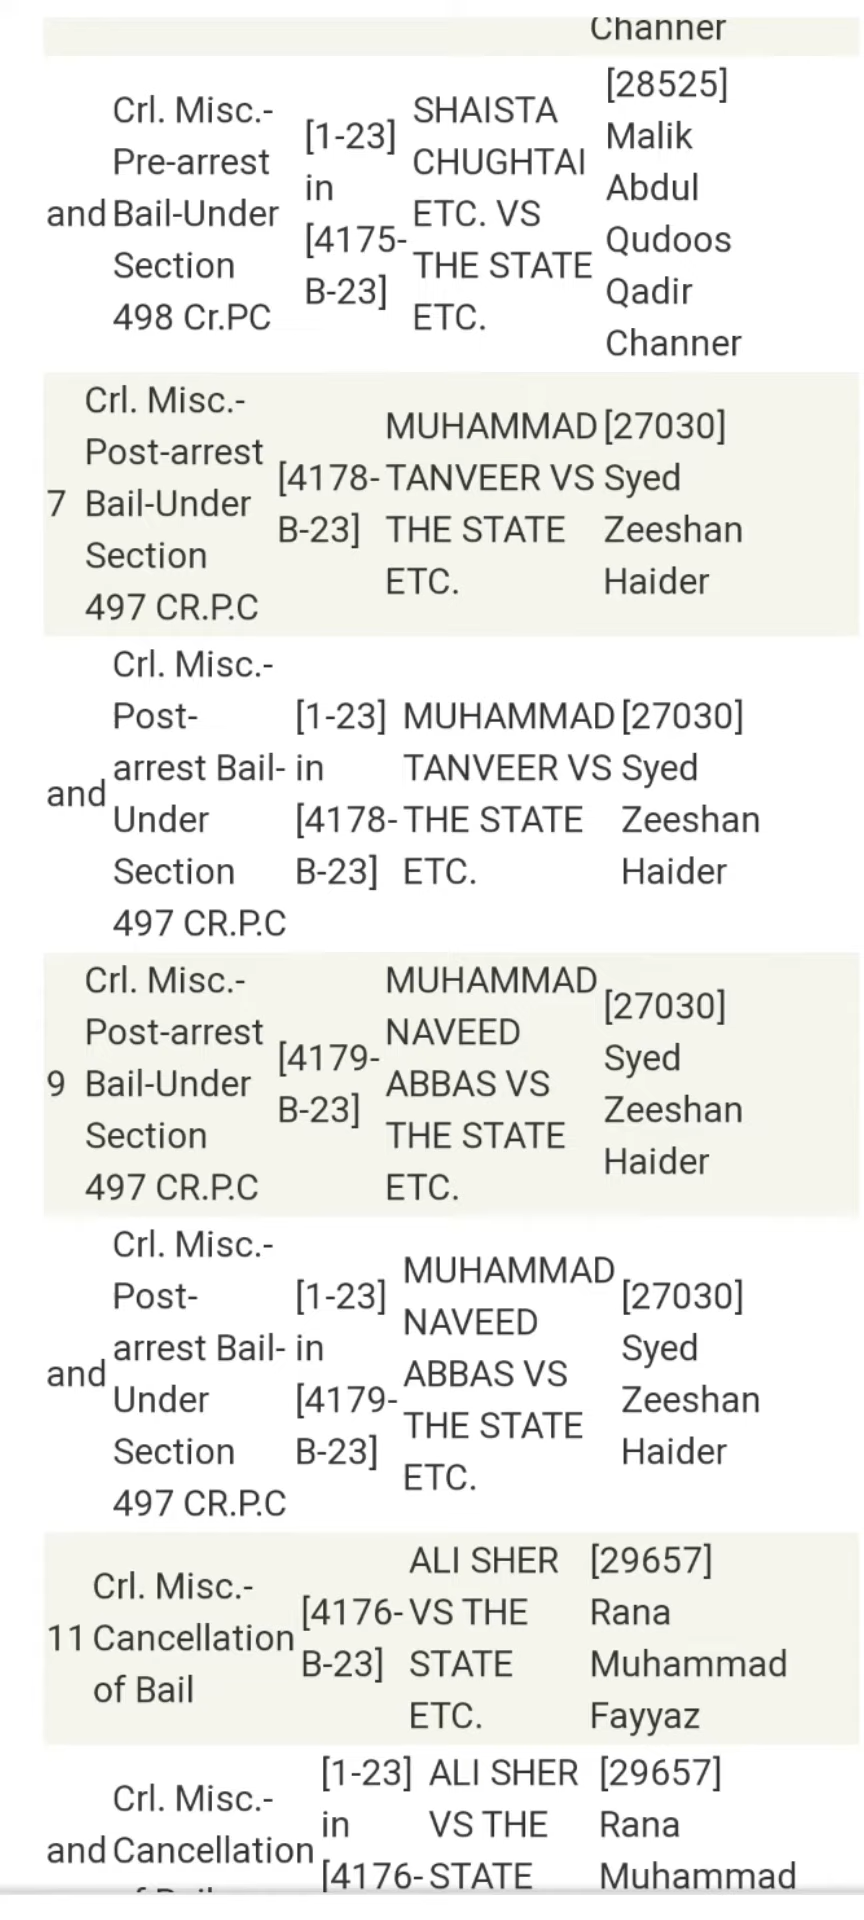 Channer
and
Crl. Misc.-
Pre-arrest
Bail-Under
Section
498 Cr.PC
[1-23]
in
[4175-
B-23]
SHAISTA
CHUGHTAI
ETC. VS
THE STATE
ETC.
[28525]
Malik
Abdul
Qudoos
Qadir
Channer
7
Crl. Misc.-
Post-arrest
Bail-Under
Section
497 CR.P.C
[4178-
B-23]
MUHAMMAD
TANVEER VS
THE STATE
ETC.
[27030]
Syed
Zeeshan
Haider
and
Crl. Misc.-
Post-
arrest Bail-
Under
Section
497 CR.P.C
[1-23]
in
[4178-
B-23]
MUHAMMAD
TANVEER VS
THE STATE
ETC.
[27030]
Syed
Zeeshan
Haider
9
Crl. Misc.-
Post-arrest
Bail-Under
Section
497 CR.P.C
[4179-
B-23]
MUHAMMAD
NAVEED
ABBAS VS
THE STATE
ETC.
[27030]
Syed
Zeeshan
Haider
and
Crl. Misc.-
Post-
arrest Bail-
Under
Section
497 CR.P.C
[1-23]
in
[4179-
B-23]
MUHAMMAD
NAVEED
ABBAS VS
THE STATE
ETC.
[27030]
Syed
Zeeshan
Haider
11
Crl. Misc.-
Cancellation
of Bail
[4176-
B-23]
ALI SHER
VS THE
STATE
ETC.
[29657]
Rana
Muhammad
Fayyaz
and
Crl. Misc.-
Cancellation
[1-23]
in
[4176-
ALI SHER
VS THE
STATE
[29657]
Rana
Muhammad